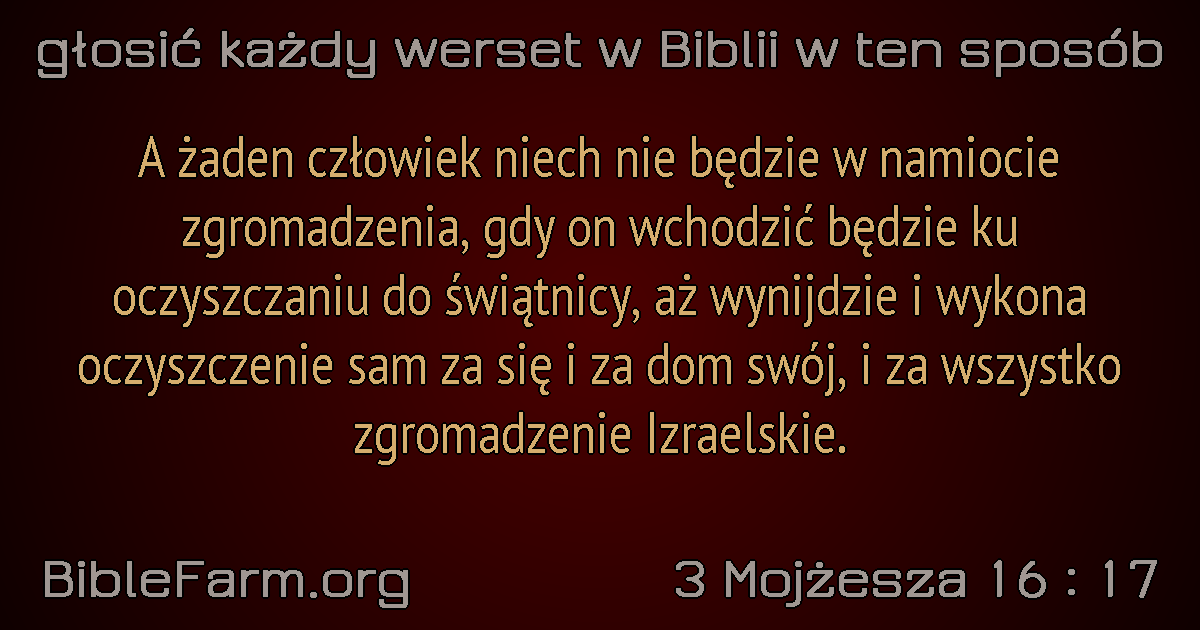 głosić każdy werset w Biblii w ten sposób
A żaden człowiek niech nie będzie w namiocie
zgromadzenia, gdy on wchodzić będzie ku
oczyszczaniu do świątnicy, aż wynijdzie i wykona
oczyszczenie sam za się i za dom swój, i za wszystko
zgromadzenie Izraelskie.
BibleFarm.org
3 Mojżesza 16 : 17